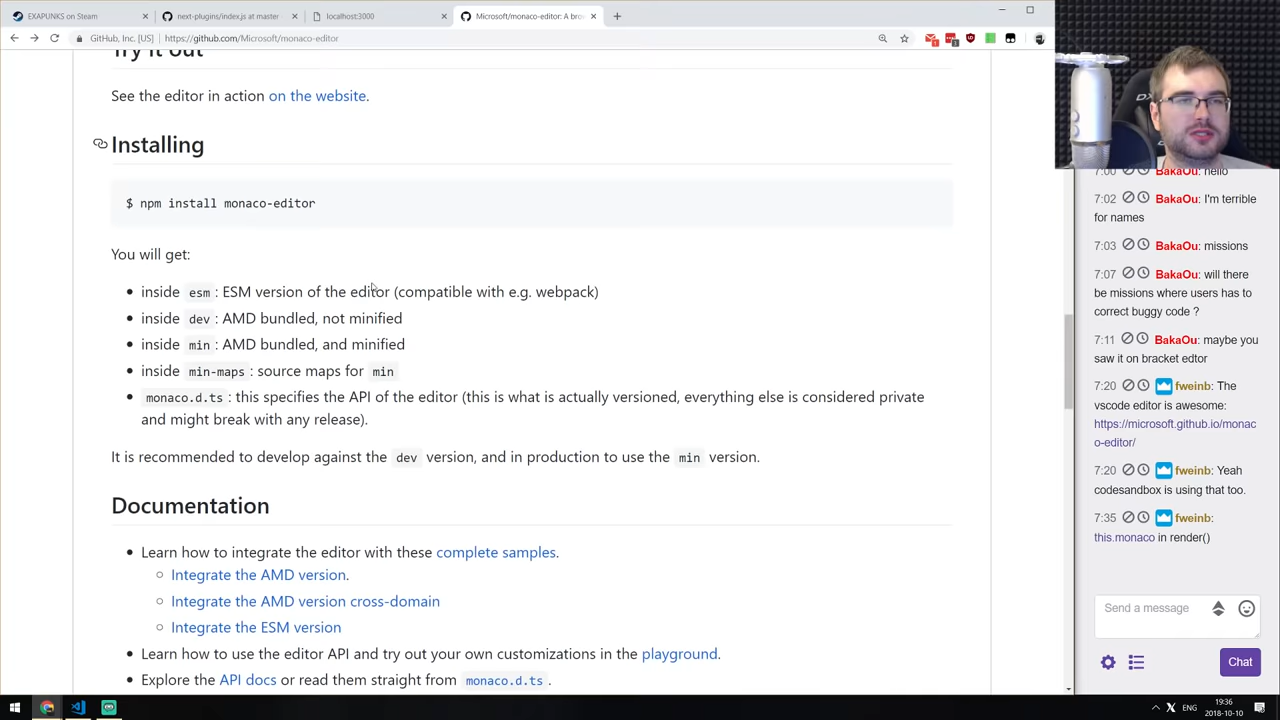 EXAPUNKS on Steam
next-plugins/index.js at master
localhost:3000
Microsoft/monaco-editor: A bro
GitHub, Inc. [US]
https://github.com/Microsoft/monaco-editor
Try it out
See the editor in action on the website.
Installing
$ npm install monaco-editor
You will get:
inside esm: ESM version of the editor (compatible with e.g. webpack)
inside dev: AMD bundled, not minified
inside min: AMD bundled, and minified
inside min-maps: source maps for min
monaco.d.ts: this specifies the API of the editor (this is what is actually versioned, everything else is considered private
and might break with any release).
It is recommended to develop against the dev version, and in production to use the min version.
Documentation
Learn how to integrate the editor with these complete samples.
Integrate the AMD version.
Integrate the AMD version cross-domain
Integrate the ESM version
Learn how to use the editor API and try out your own customizations in the playground.
Explore the API docs or read them straight from monaco.d.ts.
7:00 BakaOu: hello
7:02 BakaOu: I'm terrible
for names
7:03 BakaOu: missions
7:07 BakaOu: will there
be missions where users has to
correct buggy code ?
7:11 BakaOu: maybe you
saw it on bracket edtor
7:20 fweinb: The
vscode editor is awesome:
https://microsoft.github.io/monac
o-editor/
7:20 fweinb: Yeah
codesandbox is using that too.
7:35 fweinb:
this.monaco in render()
Send a message
Chat
ENG
19:36
2018-10-10